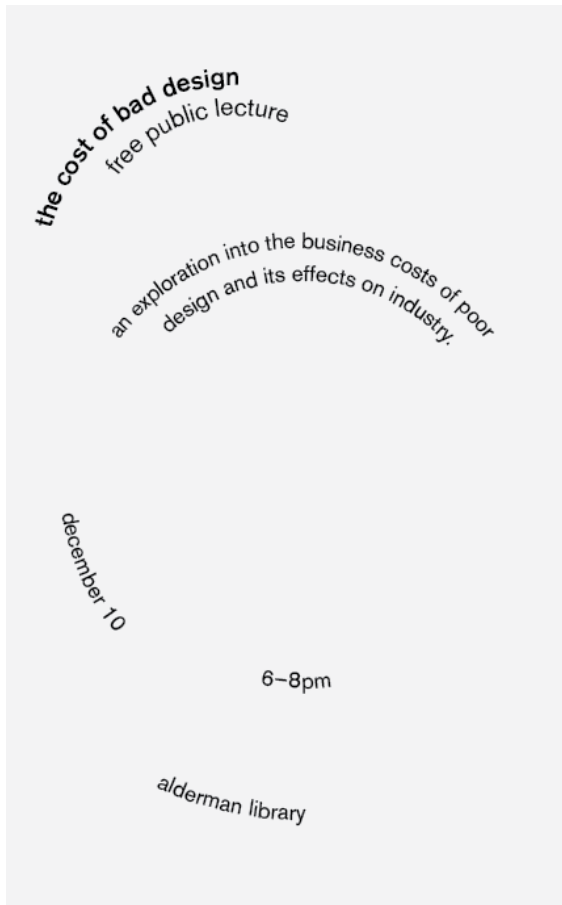 the cost of bad design
free public lecture
an exploration into the business costs of poor
design and its effects on industry.
december 10
6–8pm
alderman library